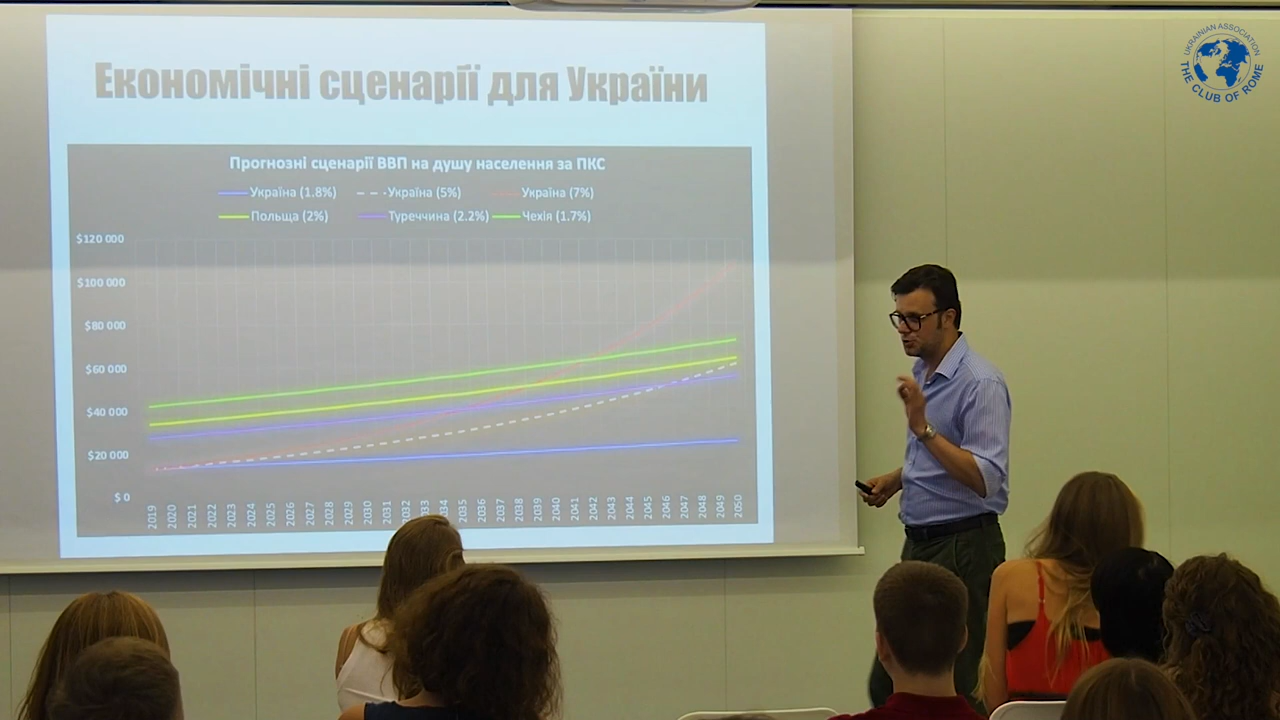 Економічні сценарії для України
UKRAINIAN ASSOCIATION
THE CLUB OF ROME
Прогнозні сценарії ВВП на душу населення за ПКС
Україна (1.8%) Україна (5%) Україна (7%)
Польща (2%) Туреччина (2.2%) Чехія (1.7%)
$120 000
$100 000
$80 000
$60 000
$40 000
$20 000
$ 0
2019 2020 2021 2022 2023 2024 2025 2026 2027 2028 2029 2030 2031 2032 2033 2034 2035 2036 2037 2038 2039 2040 2041 2042 2043 2044 2045 2046 2047 2048 2049 2050